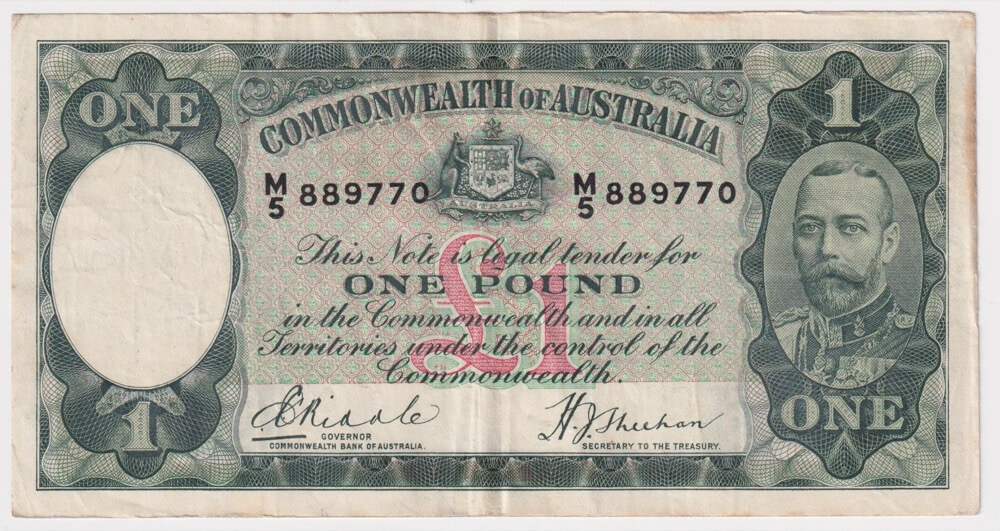 ONE
1
COMMONWEALTH OF AUSTRALIA
AUSTRALIA
M/5 889770 M/5 889770
This Note is legal tender for
ONE POUND
£1
in the Commonwealth and in all
Territories under the control of the
Commonwealth.
ERiddle
H.J. Sheehan
GOVERNOR
COMMONWEALTH BANK OF AUSTRALIA.
SECRETARY TO THE TREASURY.
1
ONE